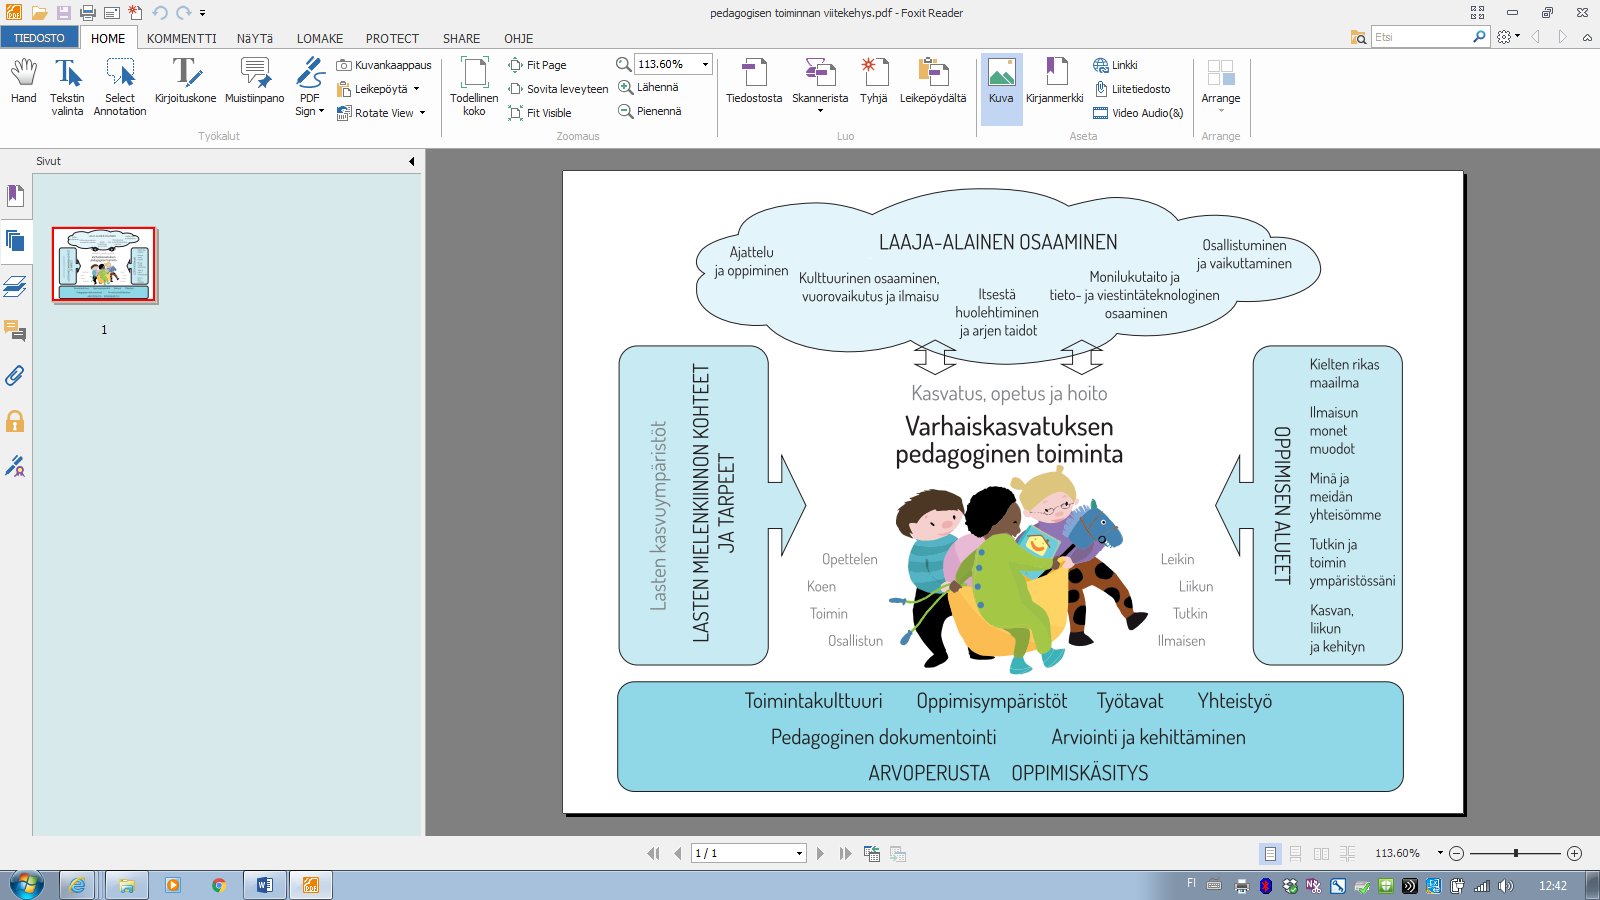 pedagogisen toiminnan viitekehys.pdf - Foxit Reader
TIEDOSTO HOME KOMMENTTI NäYTä LOMAKE PROTECT SHARE OHJE
Etsi
Hand
Tekstin valinta
Select Annotation
Kirjoituskone
Muistiinpano
PDF Sign
Kuvankaappaus
Leikepöytä
Rotate View
Työkalut
Todellinen koko
Fit Page
Sovita leveyteen
Fit Visible
113.60%
Lähennä
Pienennä
Zoomaus
Tiedostosta
Skannerista
Tyhjä
Leikepöydältä
Luo
Kuva
Kirjanmerkki
Linkki
Liitetiedosto
Video Audio(&)
Aseta
Arrange
Arrange
Sivut
1
LAAJA-ALAINEN OSAAMINEN
Ajattelu
ja oppiminen
Kulttuurinen osaaminen,
vuorovaikutus ja ilmaisu
Itsestä
huolehtiminen
ja arjen taidot
Monilukutaito ja
tieto- ja viestintäteknologinen
osaaminen
Osallistuminen
ja vaikuttaminen
Lasten kasvuympäristöt
LASTEN MIELENKIINNON KOHTEET
JA TARPEET
Kasvatus, opetus ja hoito
Varhaiskasvatuksen
pedagoginen toiminta
Opettelen
Koen
Toimin
Osallistun
Leikin
Liikun
Tutkin
Ilmaisen
OPPIMISEN ALUEET
Kielten rikas
maailma
Ilmaisun
monet
muodot
Minä ja
meidän
yhteisömme
Tutkin ja
toimin
ympäristössäni
Kasvan,
liikun
ja kehityn
Toimintakulttuuri Oppimisympäristöt Työtavat Yhteistyö
Pedagoginen dokumentointi Arviointi ja kehittäminen
ARVOPERUSTA OPPIMISKÄSITYS
1 / 1
113.60%
FI
12:42